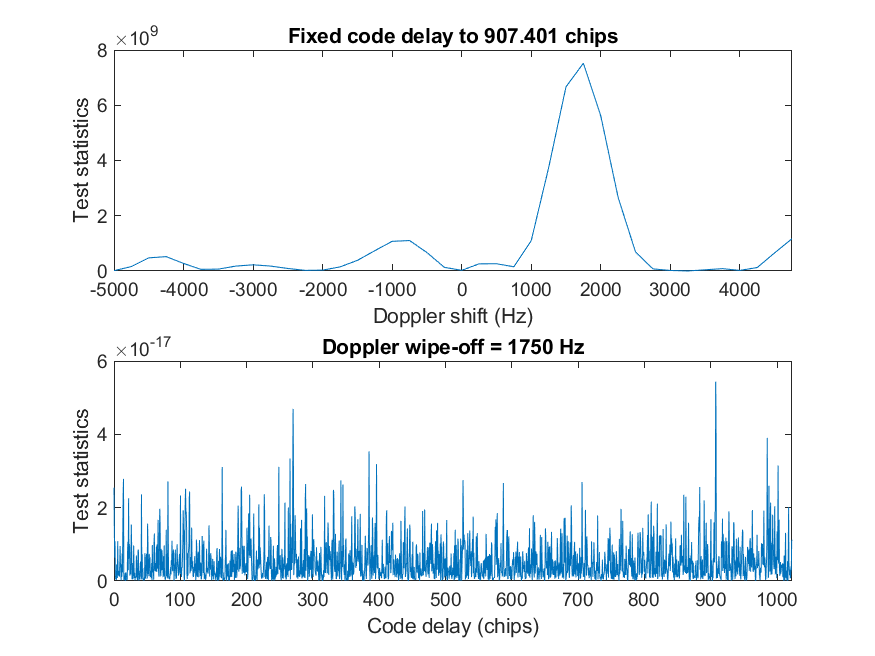 Fixed code delay to 907.401 chips
×10^9
8
6
4
2
0
Test statistics
-5000 -4000 -3000 -2000 -1000 0 1000 2000 3000 4000
Doppler shift (Hz)
Doppler wipe-off = 1750 Hz
×10^-17
6
4
2
0
Test statistics
0 100 200 300 400 500 600 700 800 900 1000
Code delay (chips)